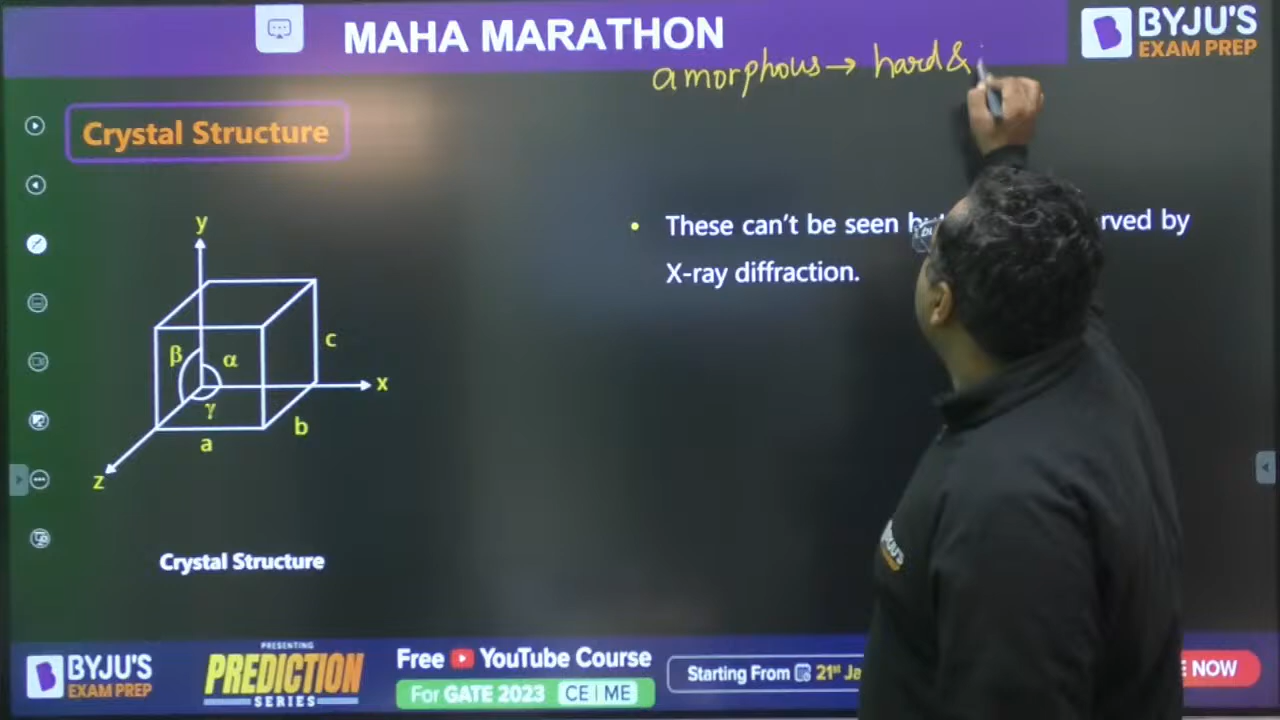 MAHA MARATHON
BYJU'S
EXAM PREP
amorphous → hard &
Crystal Structure
These can't be seen
rved by
X-ray diffraction.
y
β
α
c
x
γ
b
a
z
Crystal Structure
BYJU'S
EXAM PREP
PRESENTING
PREDICTION
SERIES
Free YouTube Course
For GATE 2023 CE | ME
Starting From 21st Ja
E NOW